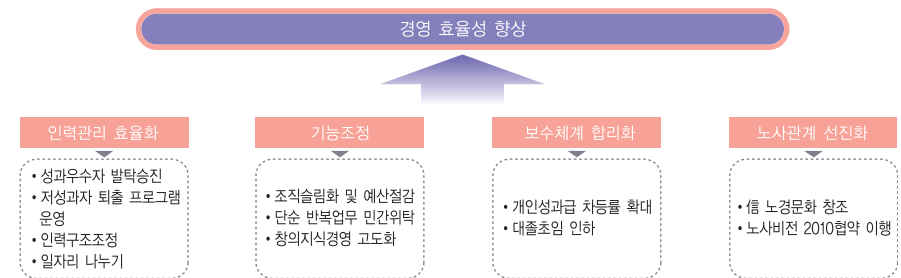 경영 효율성 향상
인력관리 효율화
• 성과우수자 발탁승진
• 저성과자 퇴출 프로그램
운영
• 인력구조조정
• 일자리 나누기
기능조정
• 조직슬림화 및 예산절감
• 단순 반복업무 민간위탁
• 창의지식경영 고도화
보수체계 합리화
• 개인성과급 차등률 확대
• 대졸초임 인하
노사관계 선진화
• 信 노경문화 창조
• 노사비전 2010협약 이행